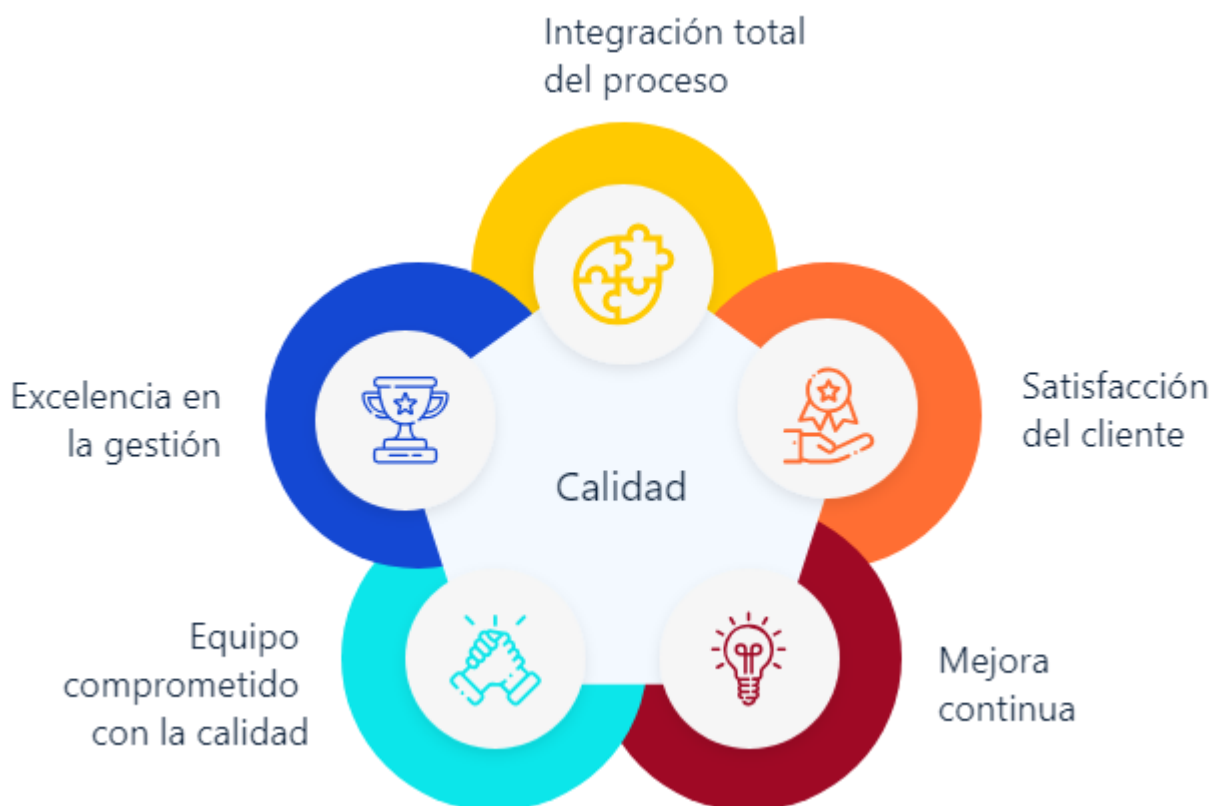 Integración total
del proceso
Excelencia en
la gestión
Satisfacción
del cliente
Calidad
Equipo
comprometido
con la calidad
Mejora
continua